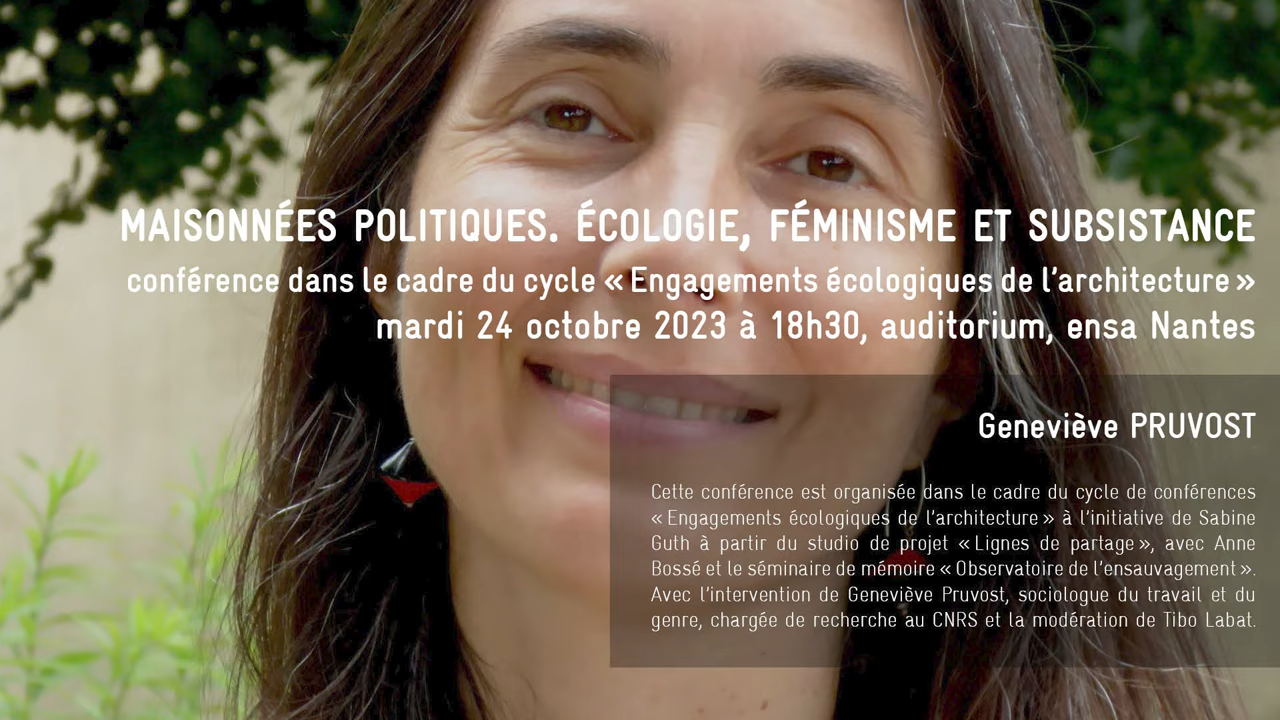 MAISONNÉES POLITIQUES. ÉCOLOGIE, FÉMINISME ET SUBSISTANCE
conférence dans le cadre du cycle « Engagements écologiques de l’architecture »
mardi 24 octobre 2023 à 18h30, auditorium, ensa Nantes
Geneviève PRUVOST
Cette conférence est organisée dans le cadre du cycle de conférences
« Engagements écologiques de l’architecture » à l’initiative de Sabine
Guth à partir du studio de projet « Lignes de partage », avec Anne
Bossé et le séminaire de mémoire « Observatoire de l’ensauvagement ».
Avec l’intervention de Geneviève Pruvost, sociologue du travail et du
genre, chargée de recherche au CNRS et la modération de Tibo Labat.